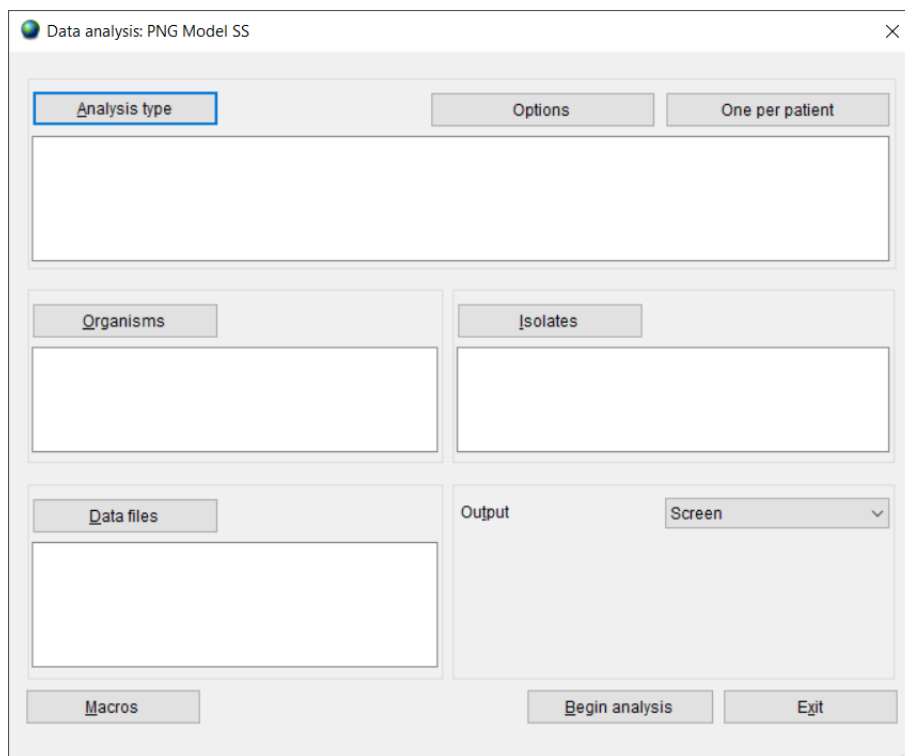 Data analysis: PNG Model SS
Analysis type
Options
One per patient
Organisms
Isolates
Data files
Output
Screen
Macros
Begin analysis
Exit